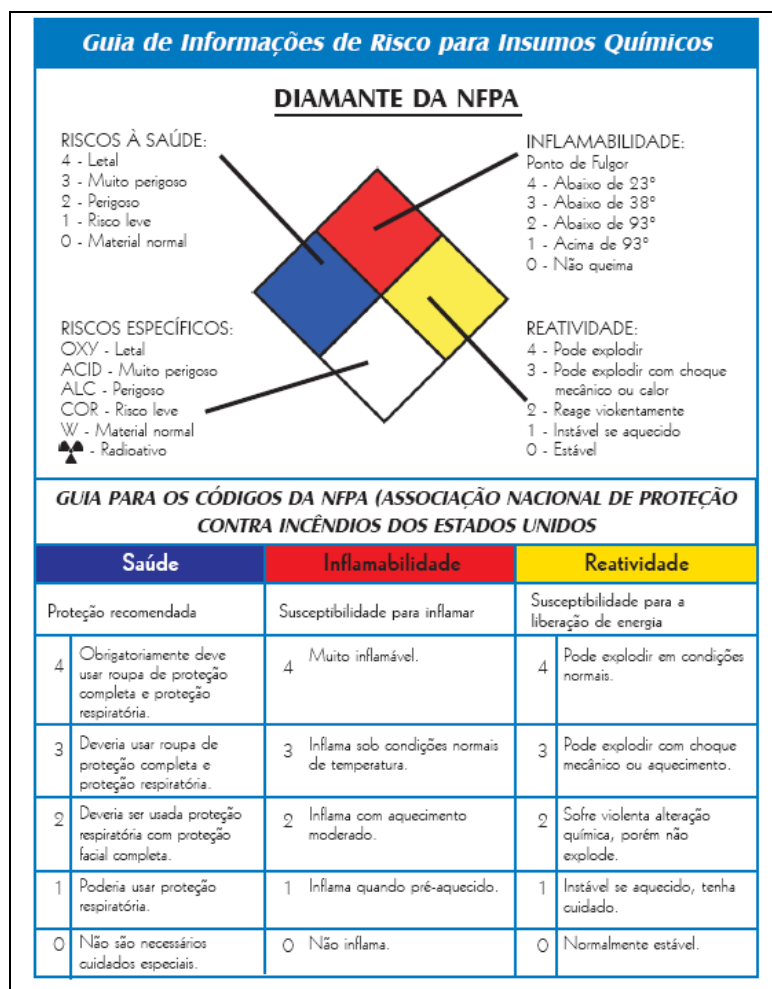 Guia de Informações de Risco para Insumos Químicos
DIAMANTE DA NFPA
RISCOS À SAÚDE:
4 - Letal
3 - Muito perigoso
2 - Perigoso
1 - Risco leve
0 - Material normal
INFLAMABILIDADE:
Ponto de Fulgor
4 - Abaixo de 23º
3 - Abaixo de 38º
2 - Abaixo de 93º
1 - Acima de 93º
0 - Não queima
RISCOS ESPECÍFICOS:
OXY - Letal
ACID - Muito perigoso
ALC - Perigoso
COR - Risco leve
W - Material normal
- Radioativo
REATIVIDADE:
4 - Pode explodir
3 - Pode explodir com choque
mecânico ou calor
2 - Reage violentamente
1 - Instável se aquecido
0 - Estável
GUIA PARA OS CÓDIGOS DA NFPA (ASSOCIAÇÃO NACIONAL DE PROTEÇÃO
CONTRA INCÊNDIOS DOS ESTADOS UNIDOS
Saúde
Inflamabilidade
Reatividade
Proteção recomendada
Susceptibilidade para inflamar
Susceptibilidade para a
liberação de energia
4 Obrigatoriamente deve
usar roupa de proteção
completa e proteção
respiratória.
4 Muito inflamável.
4 Pode explodir em condições
normais.
3 Deveria usar roupa de
proteção completa e
proteção respiratória.
3 Inflama sob condições normais
de temperatura.
3 Pode explodir com choque
mecânico ou aquecimento.
2 Deveria ser usada proteção
respiratória com proteção
facial completa.
2 Inflama com aquecimento
moderado.
2 Sofre violenta alteração
química, porém não
explode.
1 Poderia usar proteção
respiratória.
1 Inflama quando pré-aquecido.
1 Instável se aquecido, tenha
cuidado.
0 Não são necessários
cuidados especiais.
0 Não inflama.
0 Normalmente estável.